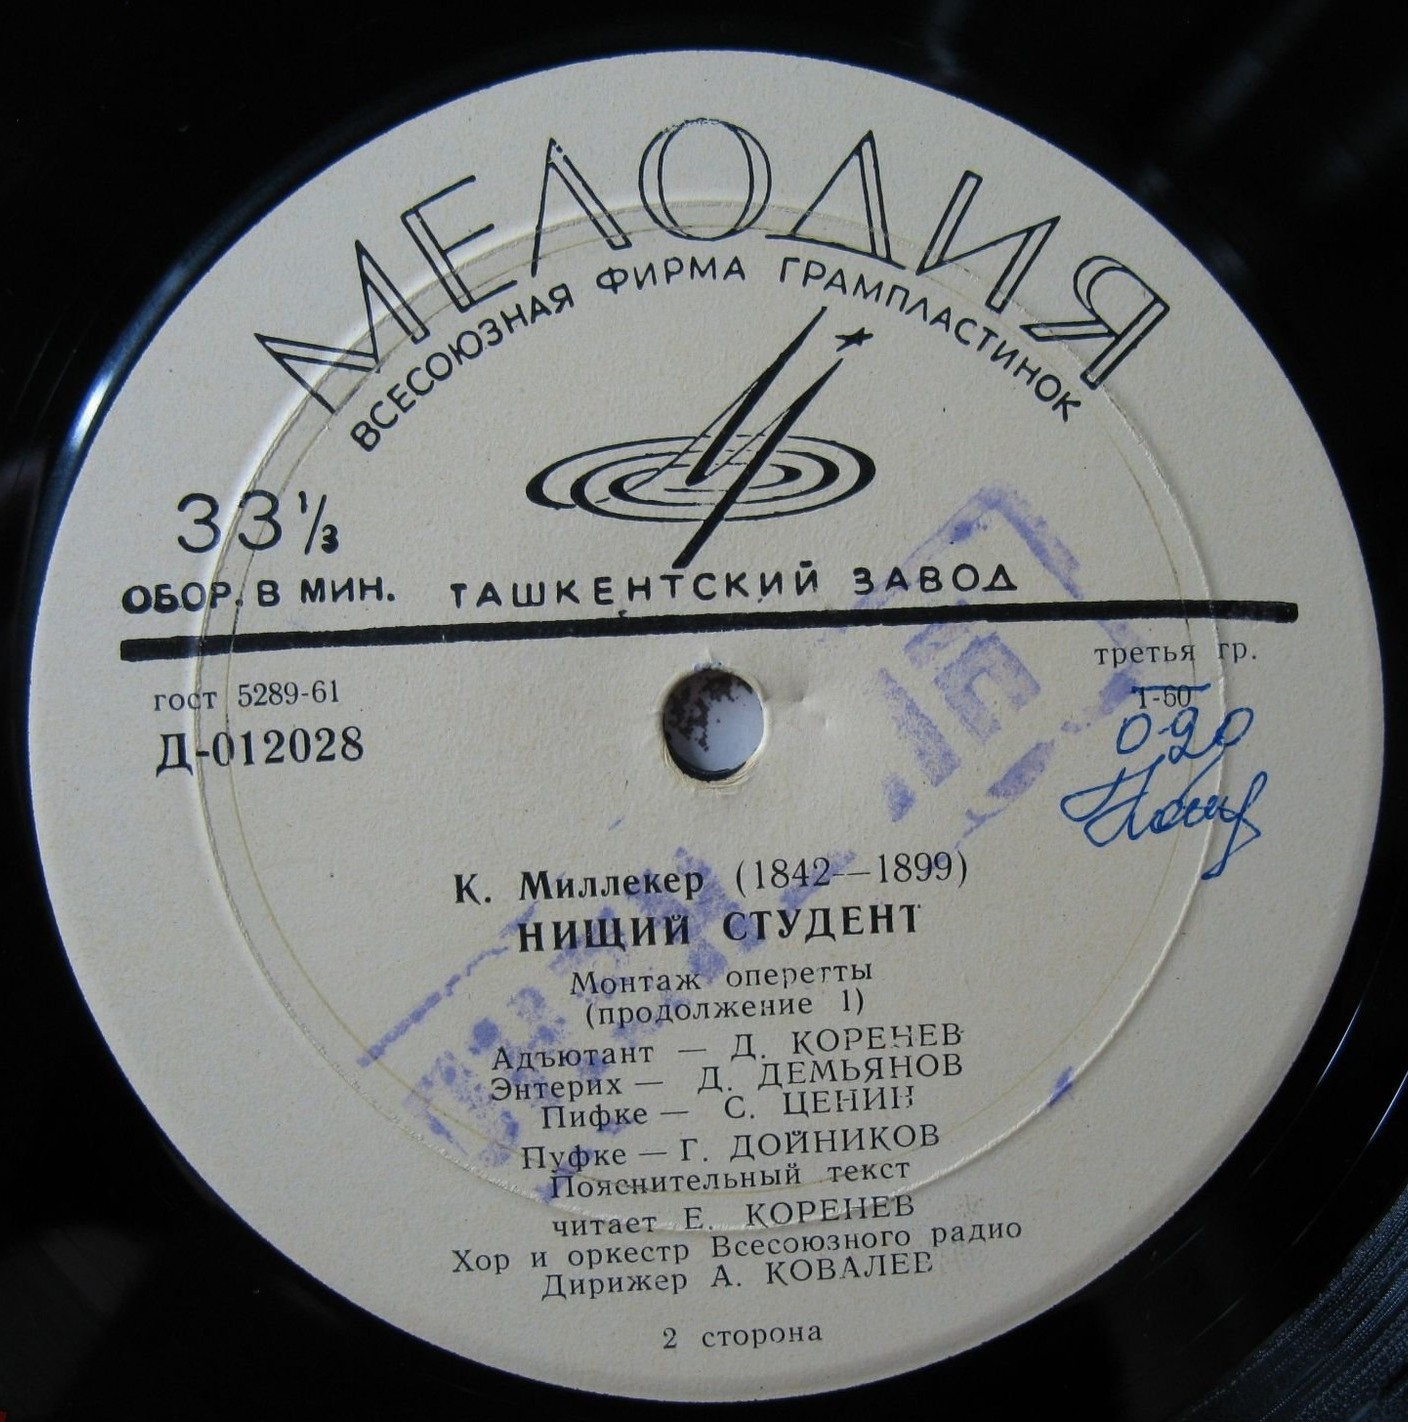 МЕЛОДИЯ
ВСЕСОЮЗНАЯ ФИРМА ГРАМПЛАСТИНОК
33⅓
ОБОР. В МИН. ТАШКЕНТСКИЙ ЗАВОД
третья гр.
гост 5289-61
1-60
Д-012028
0-90
К. Миллекер (1842—1899)
НИЩИЙ СТУДЕНТ
Монтаж оперетты
(продолжение 1)
Адъютант — Д. КОРЕНЕВ
Энтерих — Д. ДЕМЬЯНОВ
Пифке — С. ЦЕНИН
Пуфке — Г. ДОЙНИКОВ
Пояснительный текст
читает Е. КОРЕНЕВ
Хор и оркестр Всесоюзного радио
Дирижер А. КОВАЛЕВ
2 сторона